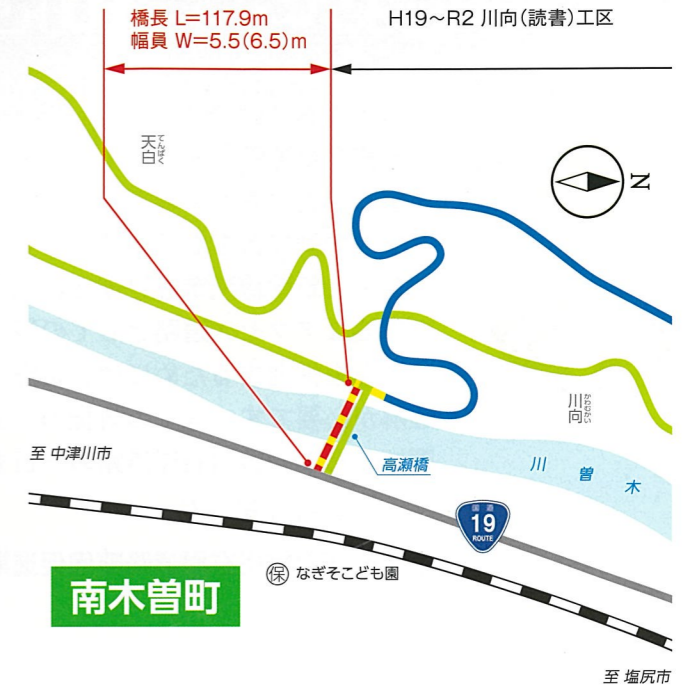 橋長 L=117.9m
幅員 W=5.5(6.5)m
H19～R2 川向(読書)工区
天白
てんぱく
N
川向
かわむかい
至 中津川市
高瀬橋
川曽木
国道
19
ROUTE
保 なぎそこども園
南木曽町
至 塩尻市